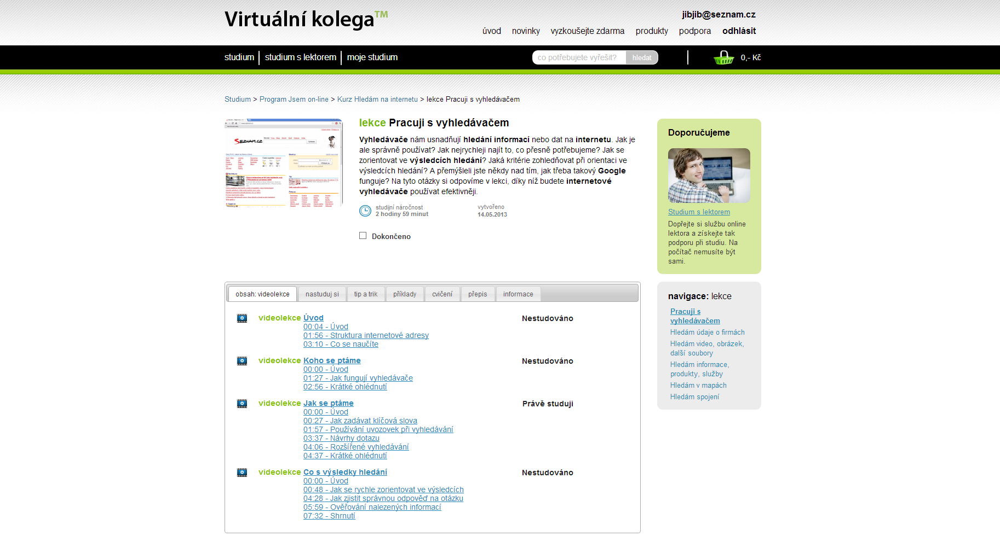 Virtuální kolega™
jibjib@seznam.cz
úvod novinky vyzkoušejte zdarma produkty podpora odhlásit
studium studium s lektorem moje studium
co potřebujete vyřešit? hledat
0,- Kč
Studium > Program Jsem on-line > Kurz Hledám na internetu > lekce Pracuji s vyhledávačem
SEZNAM.CZ
lekce Pracuji s vyhledávačem
Vyhledávače nám usnadňují hledání informací nebo dat na internetu. Jak je
ale správně používat? Jak nejrychleji najít to, co přesně potřebujeme? Jak se
zorientovat ve výsledcích hledání? Jaká kritérie zohledňovat při orientaci ve
výsledcích hledání? A přemýšleli jste někdy nad tím, jak třeba takový Google
funguje? Na tyto otázky si odpovíme v lekci, díky níž budete internetové
vyhledávače používat efektivněji.
studijní náročnost
2 hodiny 59 minut
vytvořeno
14.05.2013
Dokončeno
Doporučujeme
Studium s lektorem
Dopřejte si službu online
lektora a získejte tak
podporu při studiu. Na
počítač nemusíte být
sami.
obsah: videolekce nastuduj si tip a trik příklady cvičení přepis informace
videolekce Úvod Nestudováno
00:04 - Úvod
01:56 - Struktura internetové adresy
03:10 - Co se naučíte
videolekce Koho se ptáme Nestudováno
00:00 - Úvod
01:27 - Jak fungují vyhledávače
02:56 - Krátké ohlédnutí
videolekce Jak se ptáme Právě studuji
00:00 - Úvod
00:27 - Jak zadávat klíčová slova
01:57 - Používání uvozovek při vyhledávání
03:37 - Návrhy dotazu
04:06 - Rozšířené vyhledávání
04:37 - Krátké ohlédnutí
videolekce Co s výsledky hledání Nestudováno
00:00 - Úvod
00:48 - Jak se rychle zorientovat ve výsledcích
04:28 - Jak zjistit správnou odpověď na otázku
05:59 - Ověřování nalezených informací
07:32 - Shrnutí
navigace: lekce
Pracuji s
vyhledávačem
Hledám údaje o firmách
Hledám video, obrázek,
další soubory
Hledám informace,
produkty, služby
Hledám v mapách
Hledám spojení